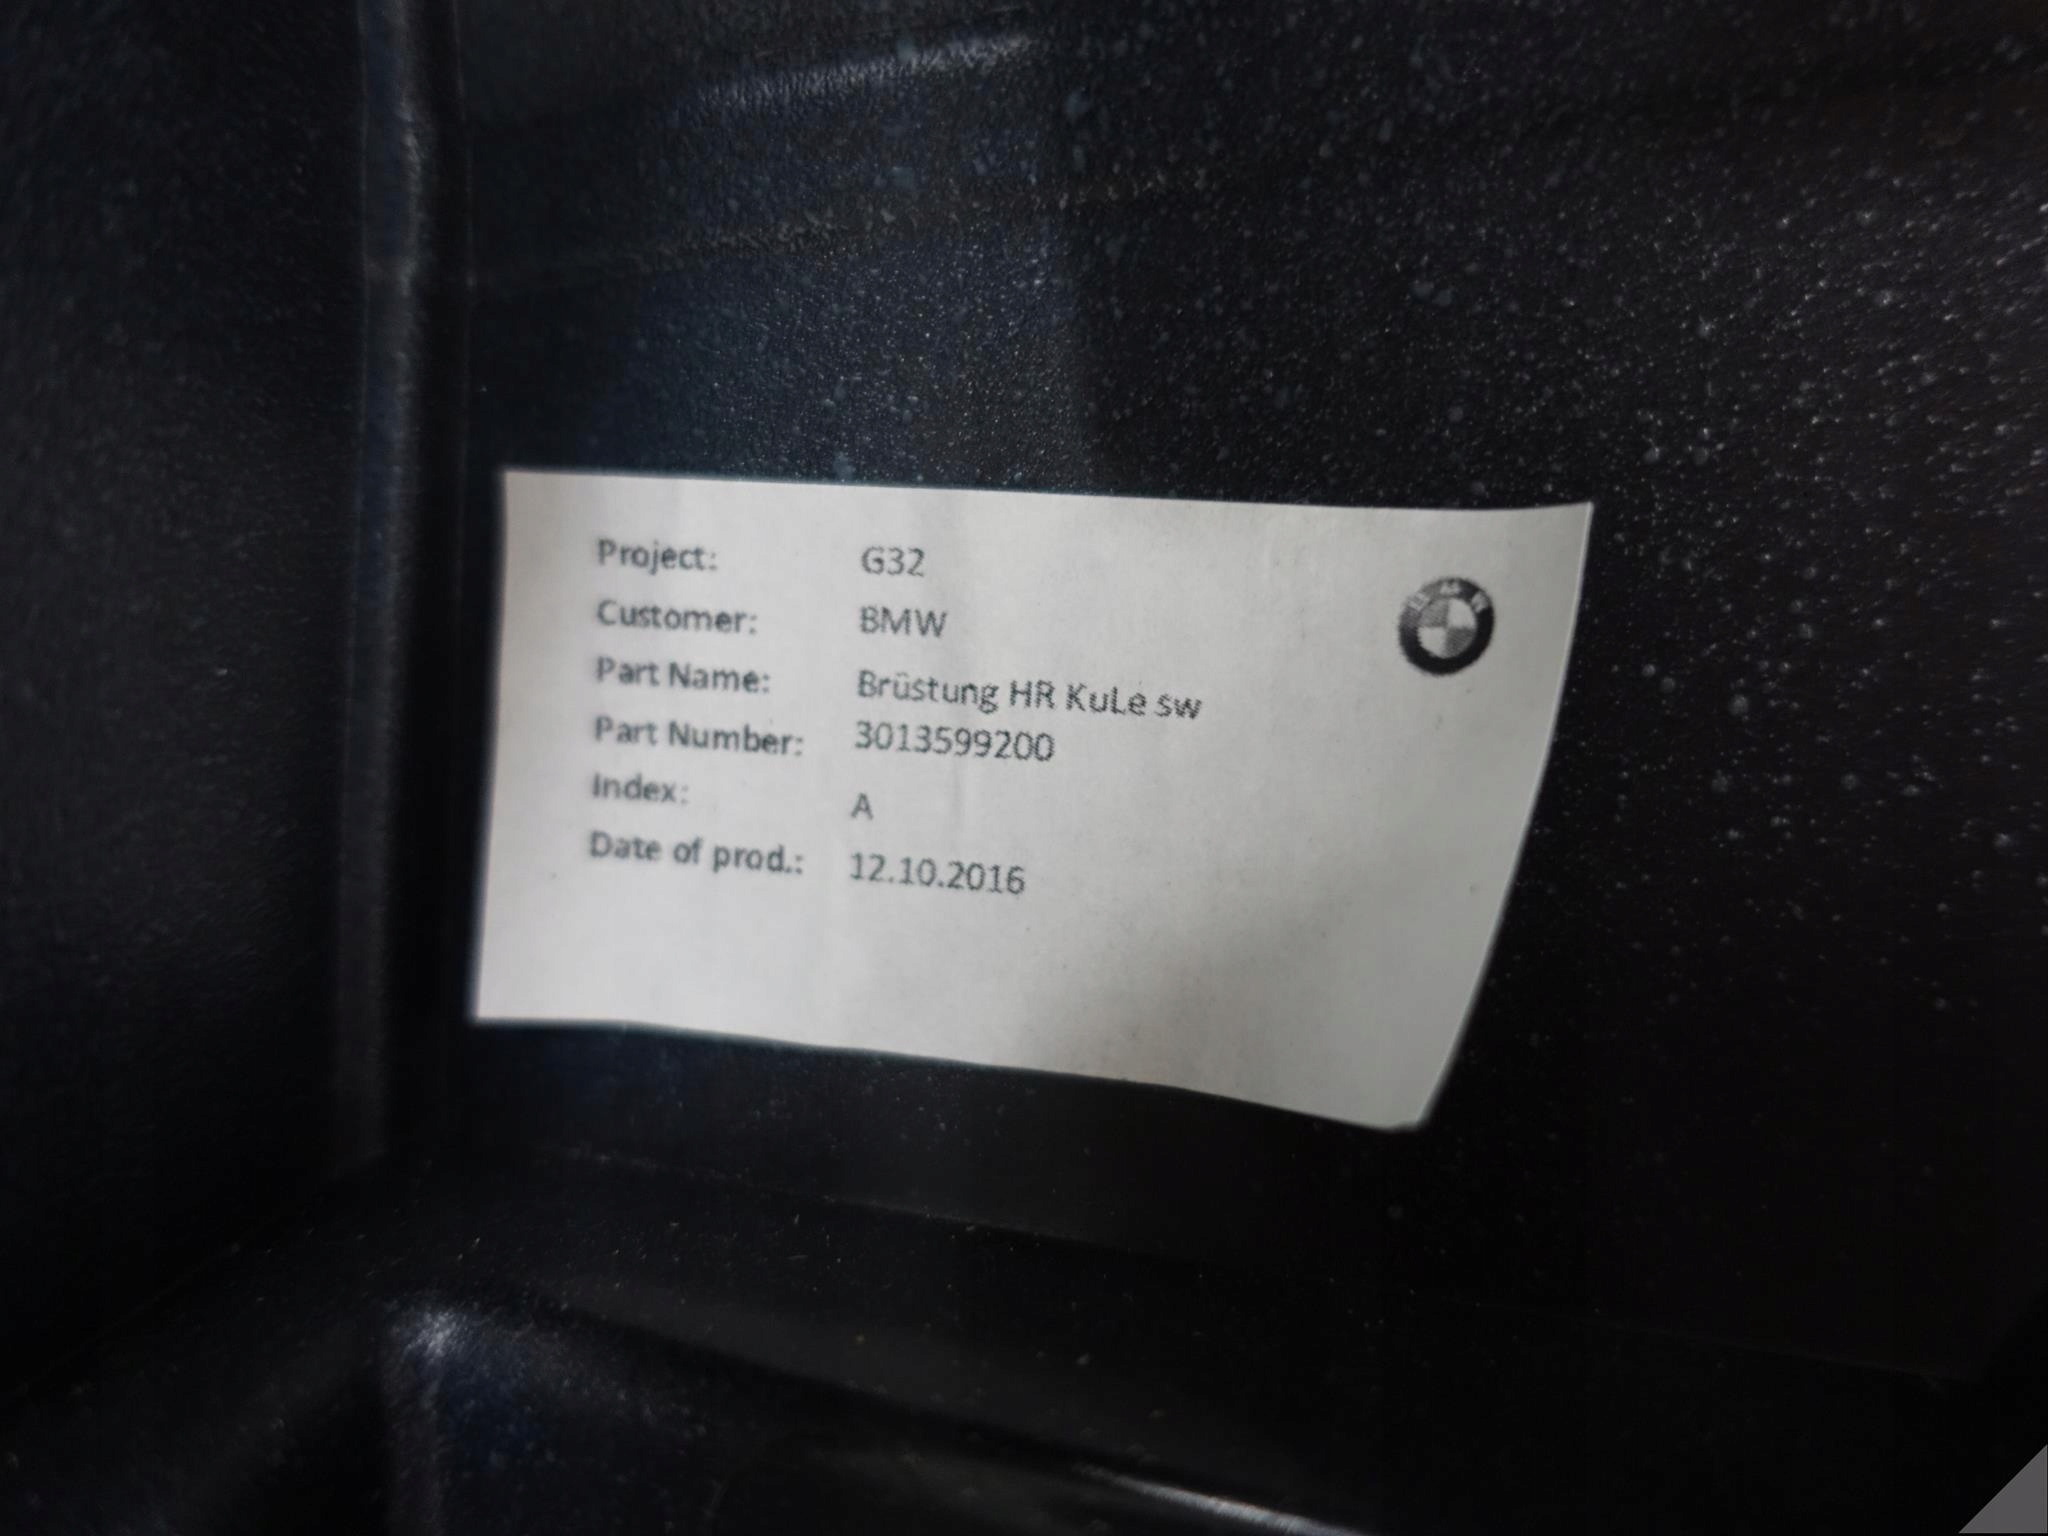 Project: G32
Customer: BMW
Part Name: Brüstung HR KuLe sw
Part Number: 3013599200
Index: A
Date of prod.: 12.10.2016
BMW